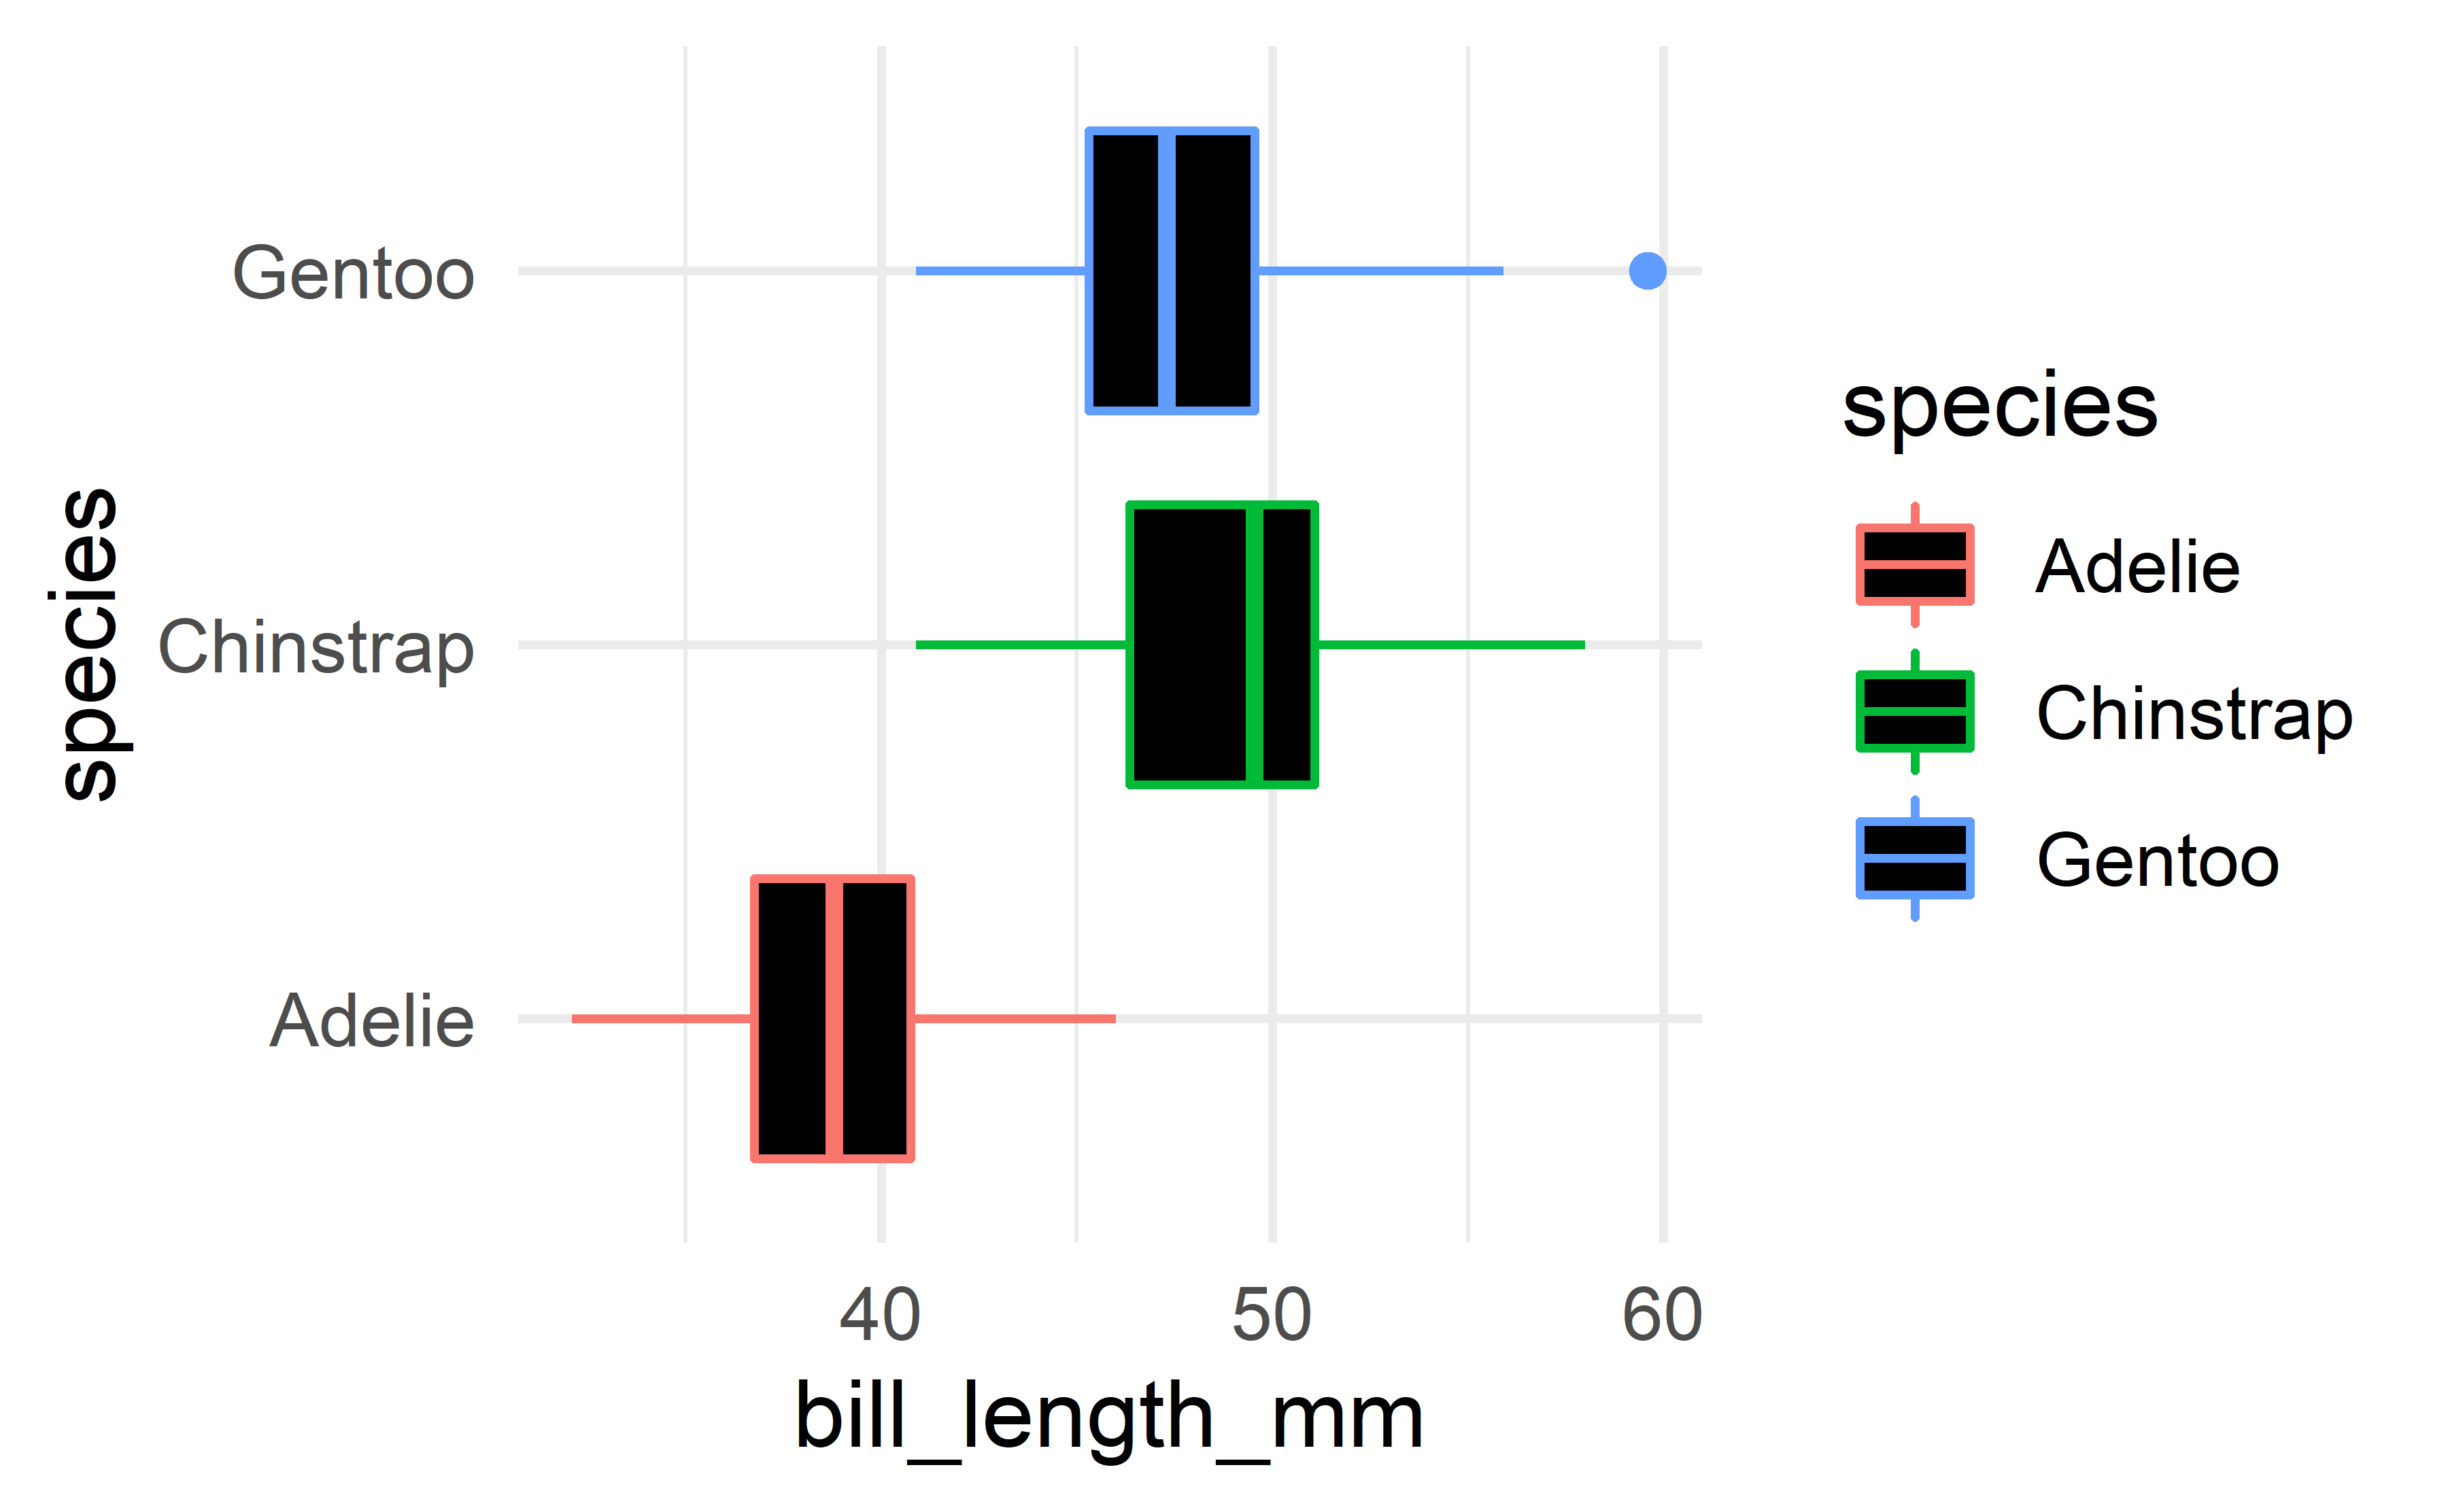 species
Gentoo
Chinstrap
Adelie
40 50 60
bill_length_mm
species
Adelie
Chinstrap
Gentoo